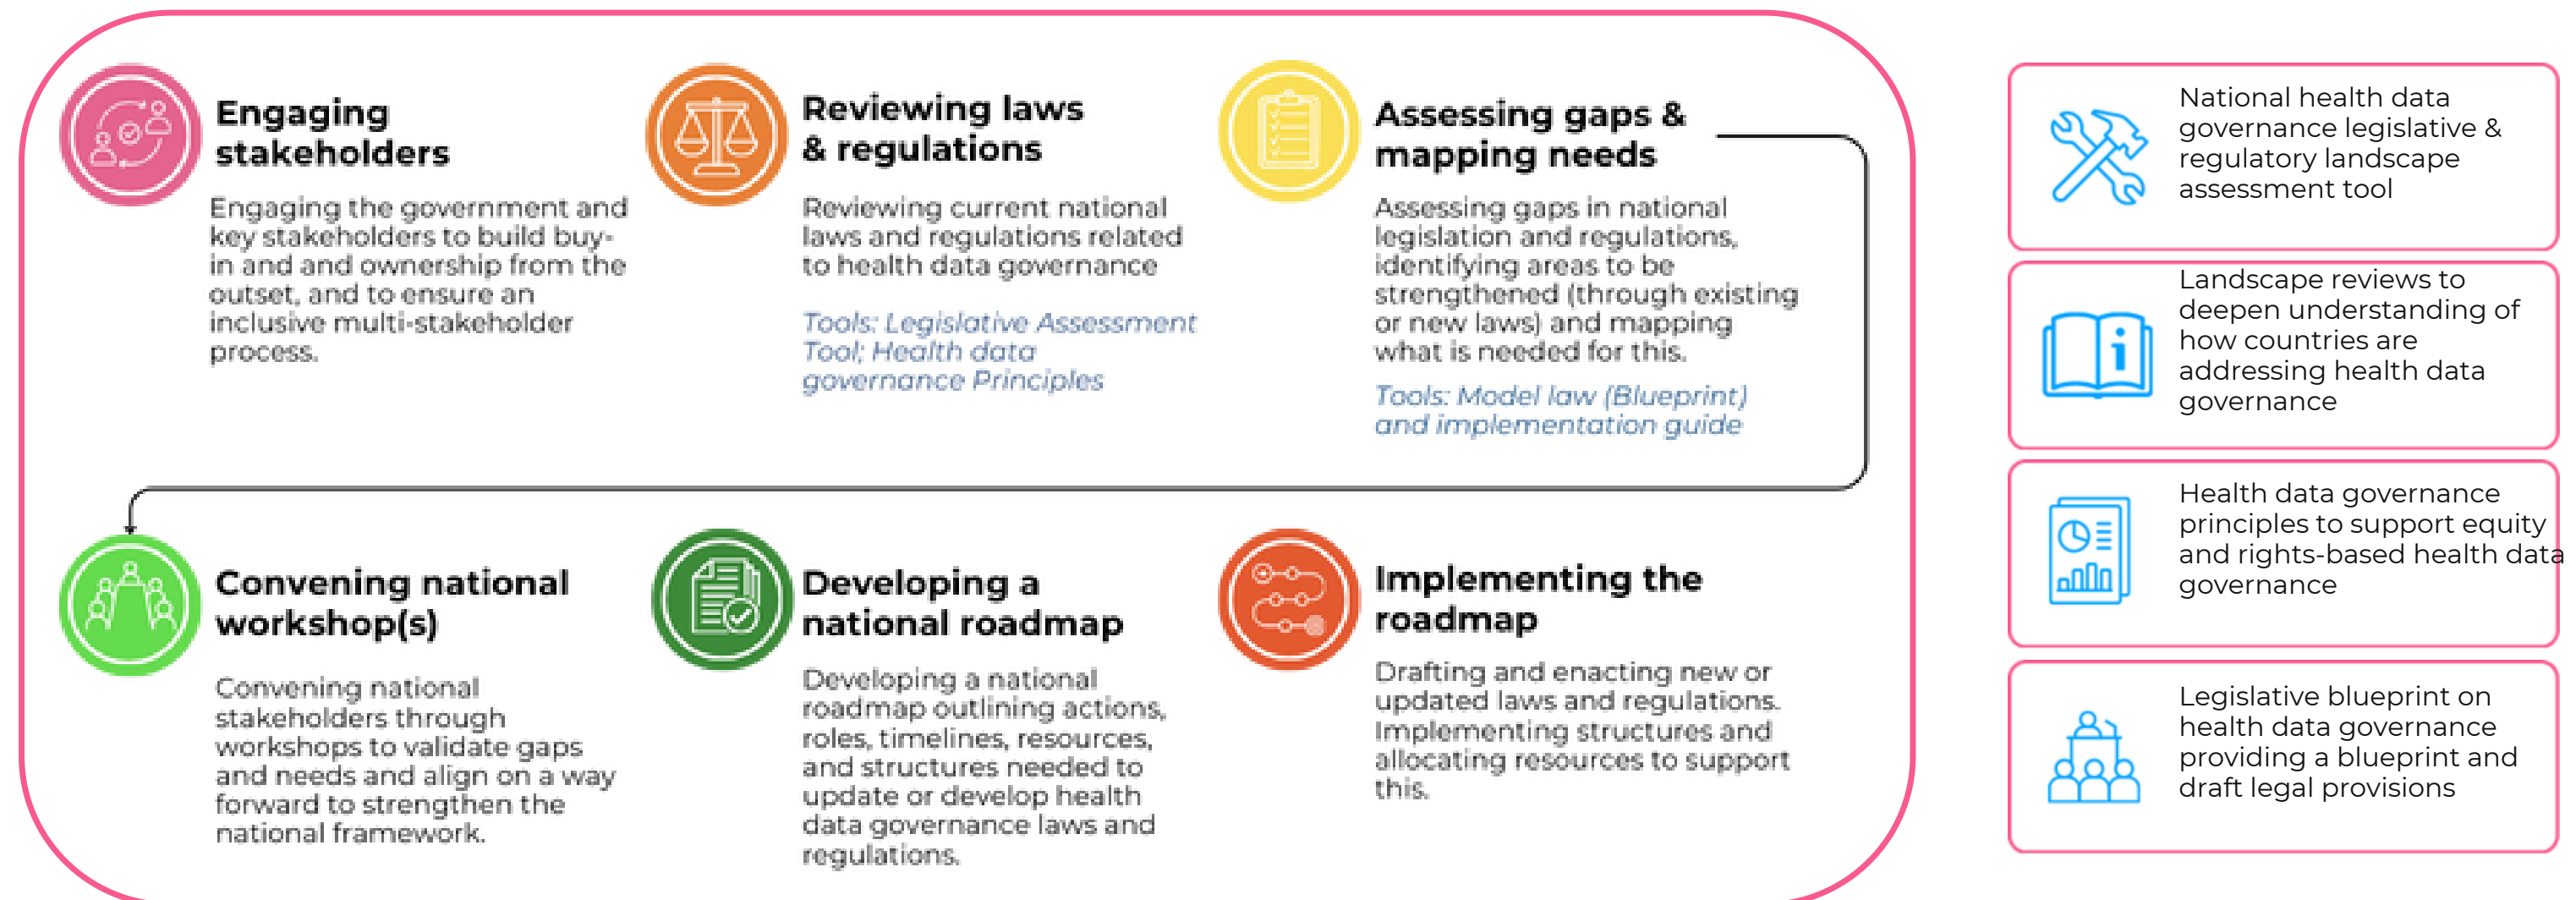 Engaging
stakeholders
Engaging the government and
key stakeholders to build buy-
in and and ownership from the
outset, and to ensure an
inclusive multi-stakeholder
process.
Reviewing laws
& regulations
Reviewing current national
laws and regulations related
to health data governance
Tools: Legislative Assessment
Tool; Health data
governance Principles
Assessing gaps &
mapping needs
Assessing gaps in national
legislation and regulations,
identifying areas to be
strengthened (through existing
or new laws) and mapping
what is needed for this.
Tools: Model law (Blueprint)
and implementation guide
Convening national
workshop(s)
Convening national
stakeholders through
workshops to validate gaps
and needs and align on a way
forward to strengthen the
national framework.
Developing a
national roadmap
Developing a national
roadmap outlining actions,
roles, timelines, resources,
and structures needed to
update or develop health
data governance laws and
regulations.
Implementing the
roadmap
Drafting and enacting new or
updated laws and regulations.
Implementing structures and
allocating resources to support
this.
National health data
governance legislative &
regulatory landscape
assessment tool
Landscape reviews to
deepen understanding of
how countries are
addressing health data
governance
Health data governance
principles to support equity
and rights-based health data
governance
Legislative blueprint on
health data governance
providing a blueprint and
draft legal provisions